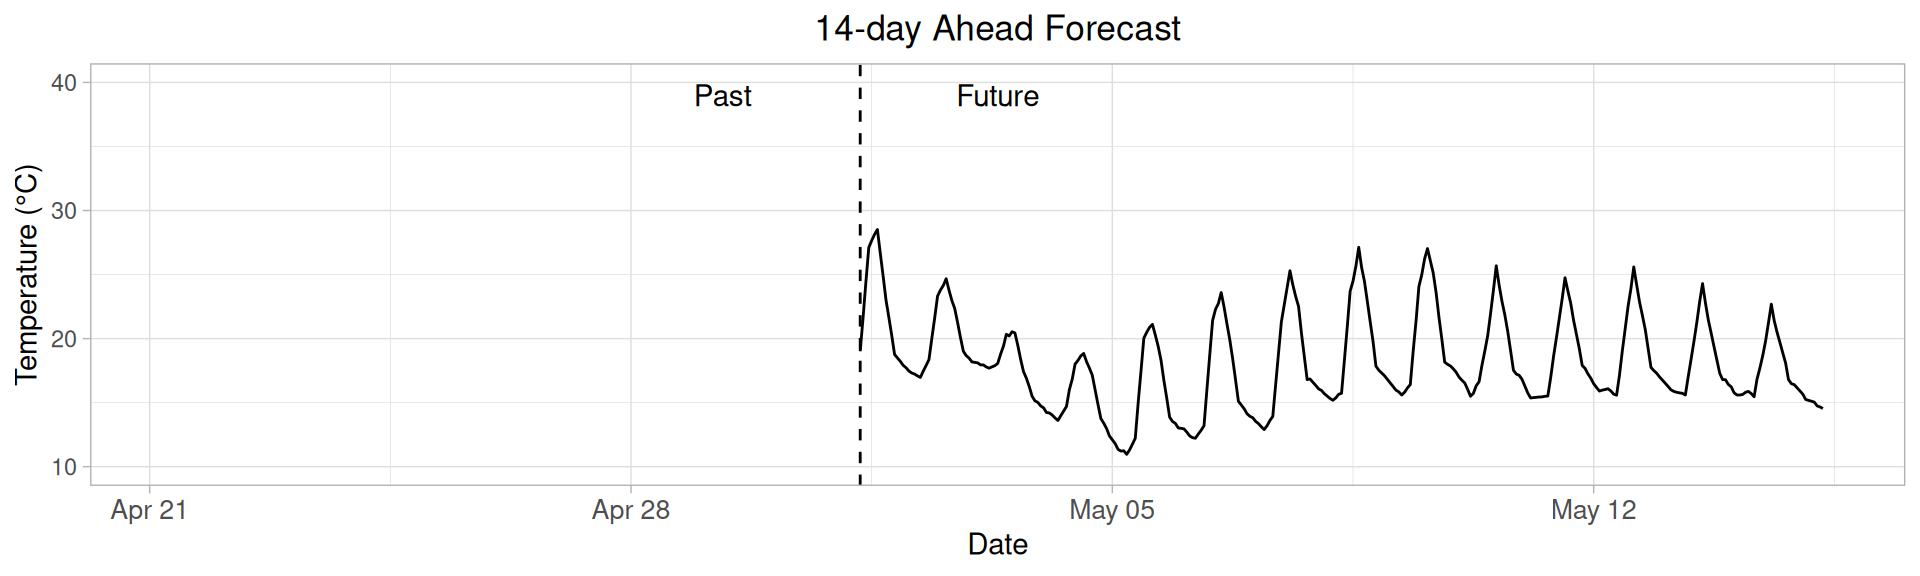 14-day Ahead Forecast
Past
Future
Temperature (°C)
40
30
20
10
Apr 21
Apr 28
May 05
May 12
Date